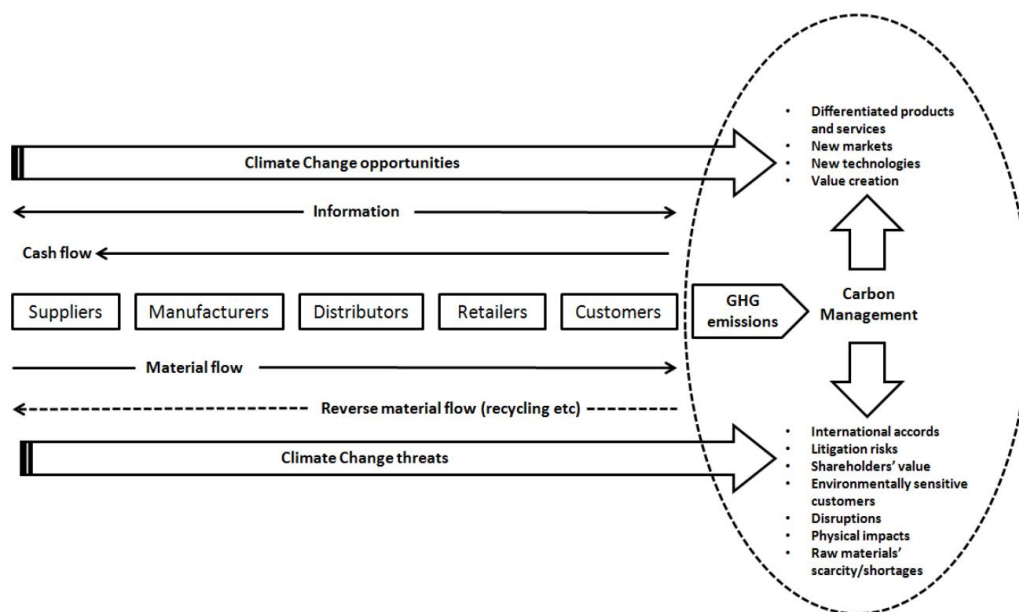 • Differentiated products
and services
• New markets
• New technologies
• Value creation
Climate Change opportunities
Information
Cash flow
Suppliers
Manufacturers
Distributors
Retailers
Customers
GHG
emissions
Carbon
Management
Material flow
Reverse material flow (recycling etc)
Climate Change threats
• International accords
• Litigation risks
• Shareholders’ value
• Environmentally sensitive
customers
• Disruptions
• Physical impacts
• Raw materials’
scarcity/shortages